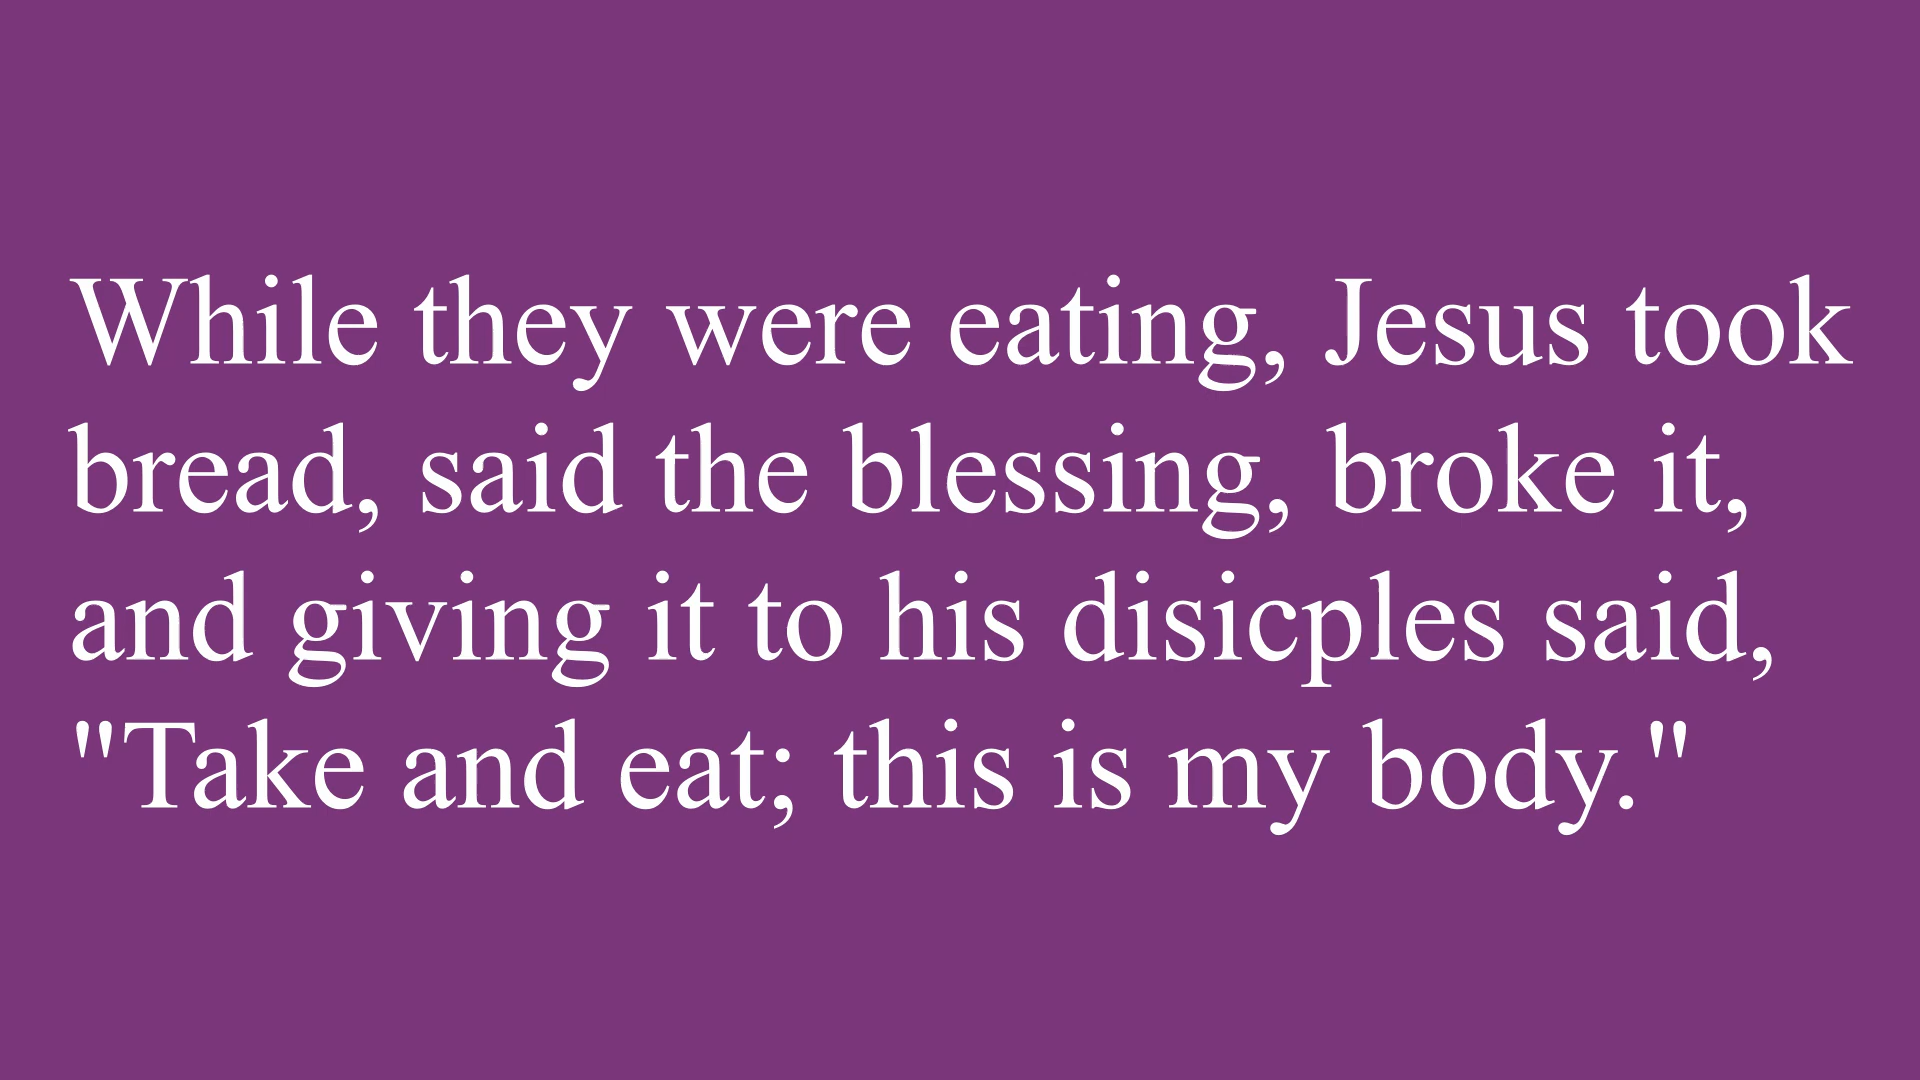 While they were eating, Jesus took
bread, said the blessing, broke it,
and giving it to his disicples said,
"Take and eat; this is my body."